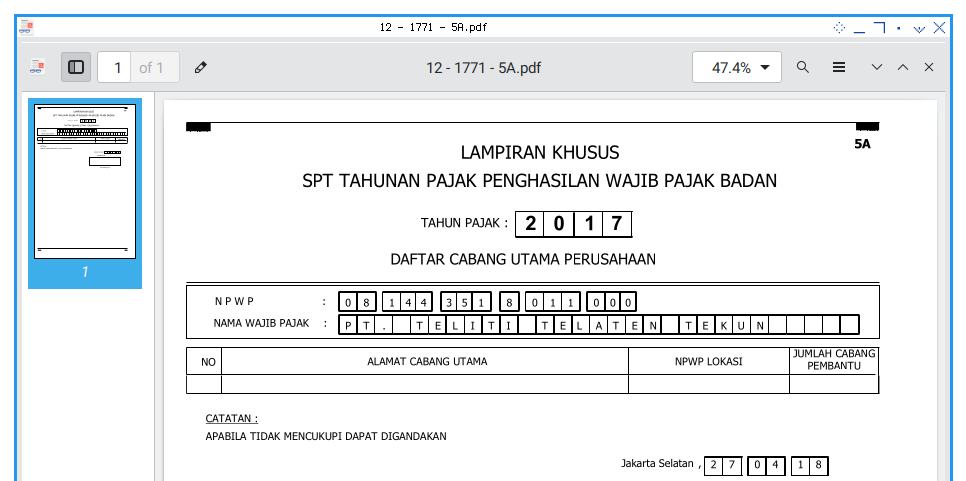 12 - 1771 - 5A.pdf
1 of 1 12 - 1771 - 5A.pdf 47.4%
1
5A
LAMPIRAN KHUSUS
SPT TAHUNAN PAJAK PENGHASILAN WAJIB PAJAK BADAN
TAHUN PAJAK : 2 0 1 7
DAFTAR CABANG UTAMA PERUSAHAAN
N P W P : 0 8 1 4 4 3 5 1 8 0 1 1 0 0 0
NAMA WAJIB PAJAK : P T . T E L I T I T E L A T E N T E K U N
NO ALAMAT CABANG UTAMA NPWP LOKASI JUMLAH CABANG PEMBANTU
CATATAN :
APABILA TIDAK MENCUKUPI DAPAT DIGANDAKAN
Jakarta Selatan , 2 7 0 4 1 8